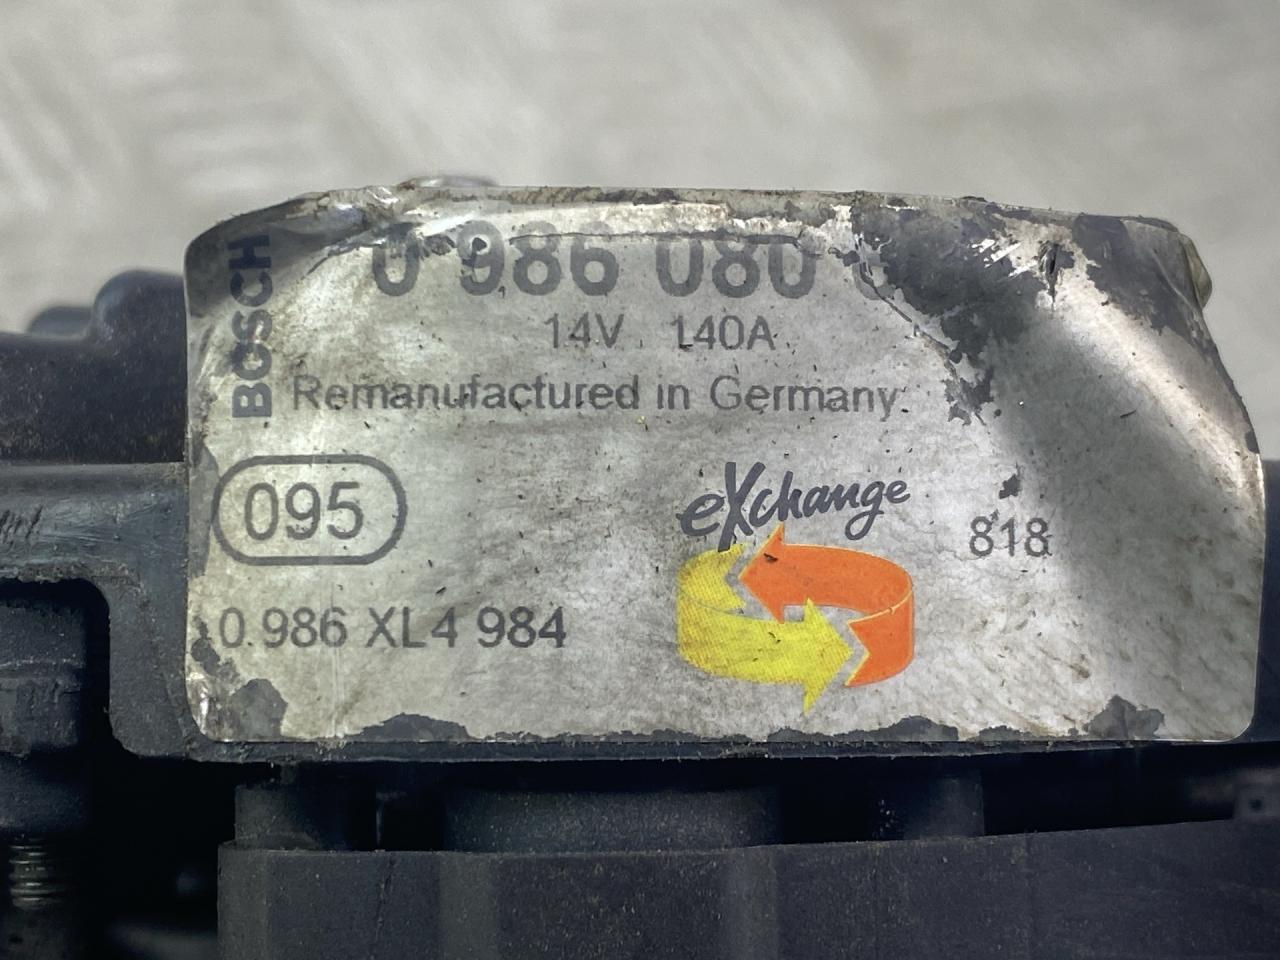 BOSCH
0 986 080
14V 140A
Remanufactured in Germany
095
eXchange
818
0.986 XL4 984